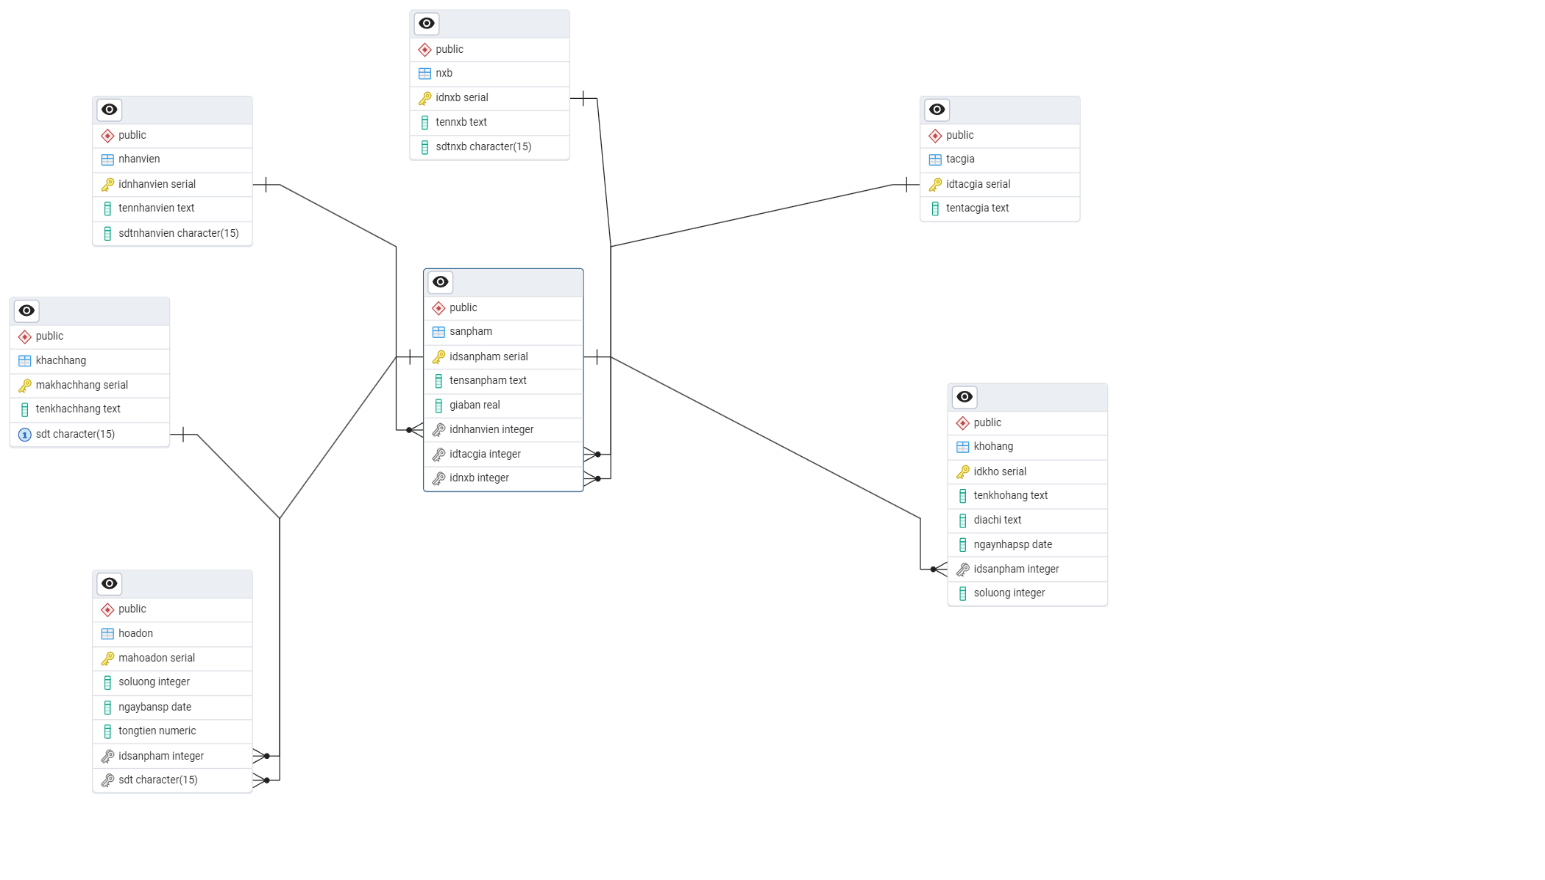 public
nxb
idnxb serial
tennxb text
sdtnxb character(15)
public
nhanvien
idnhanvien serial
tennhanvien text
sdtnhanvien character(15)
public
tacgia
idtacgia serial
tentacgia text
public
sanpham
idsanpham serial
tensanpham text
giaban real
idnhanvien integer
idtacgia integer
idnxb integer
public
khachhang
makhachhang serial
tenkhachhang text
1
sdt character(15)
public
khohang
idkho serial
tenkhohang text
diachi text
ngaynhapsp date
idsanpham integer
soluong integer
public
hoadon
mahoadon serial
soluong integer
ngaybansp date
tongtien numeric
idsanpham integer
sdt character(15)